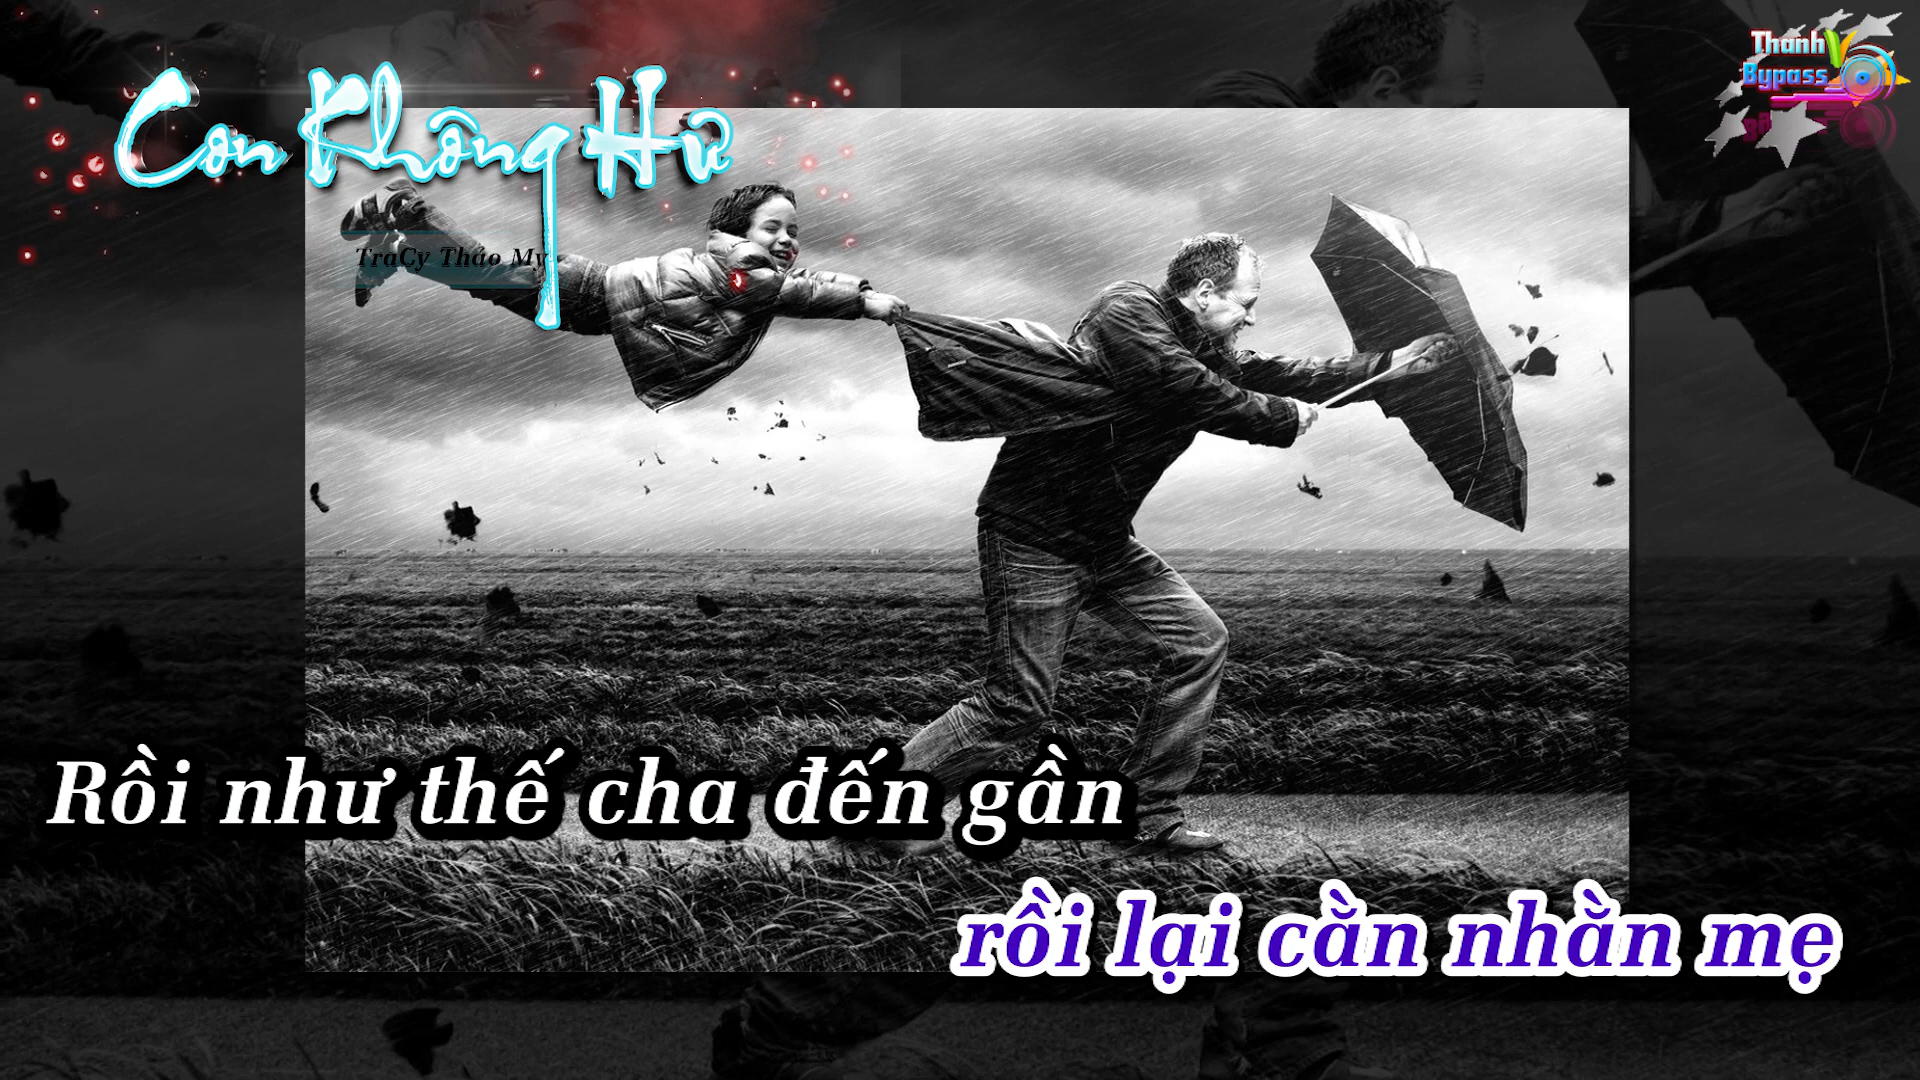 Con Không Hư
TraCy Thảo My
Thanh
Bypass
Rồi như thế cha đến gần
rồi lại cằn nhằn mẹ